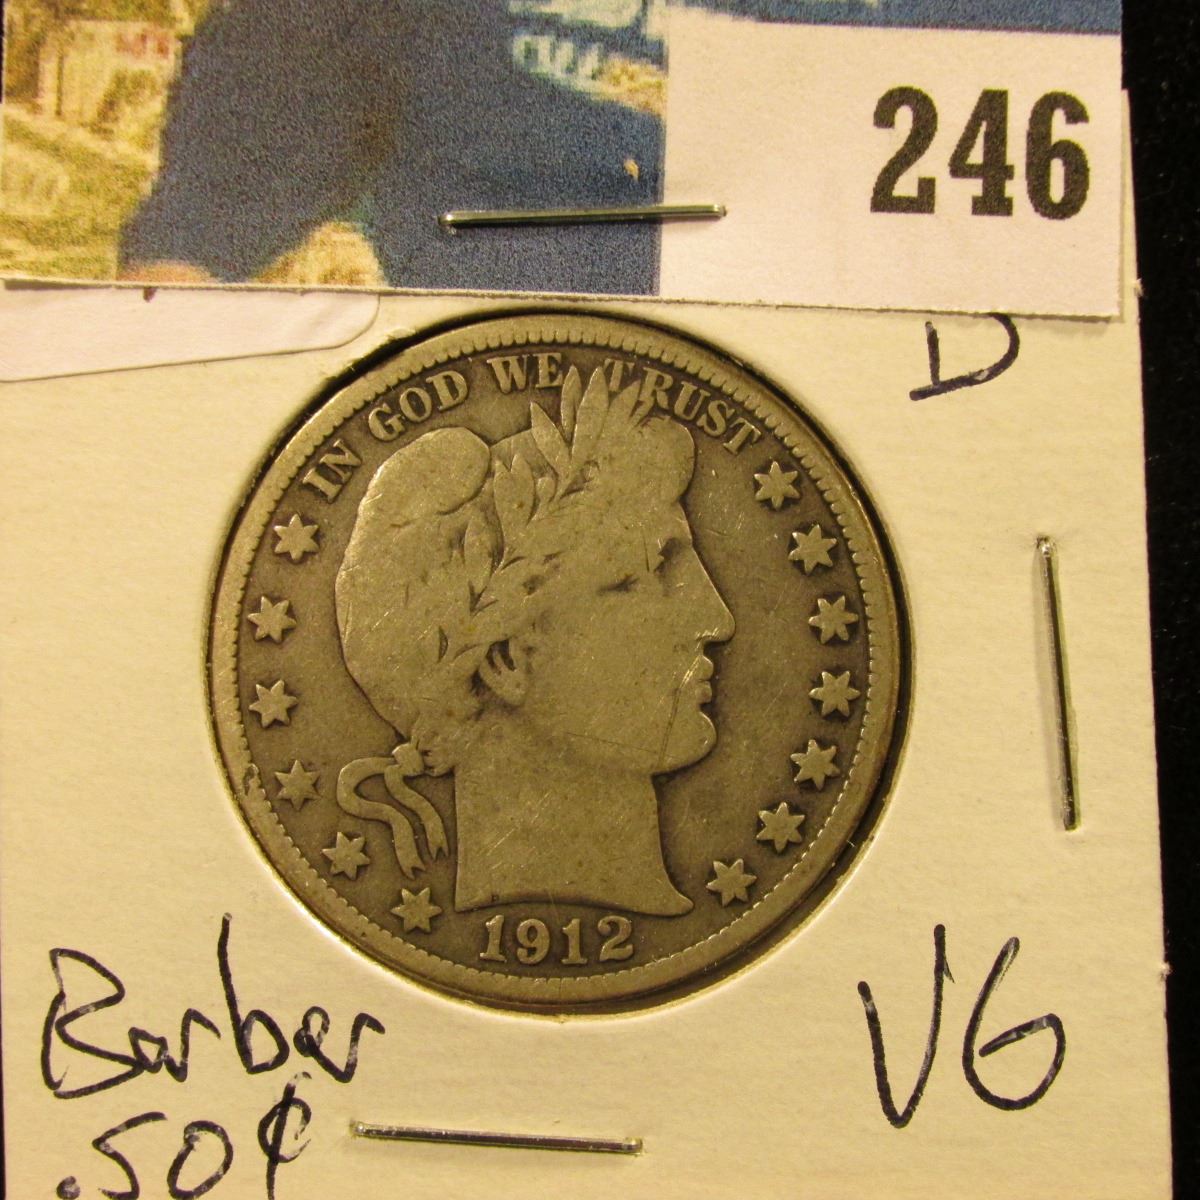 246
D
IN GOD WE TRUST
1912
Barber
.50¢
VG